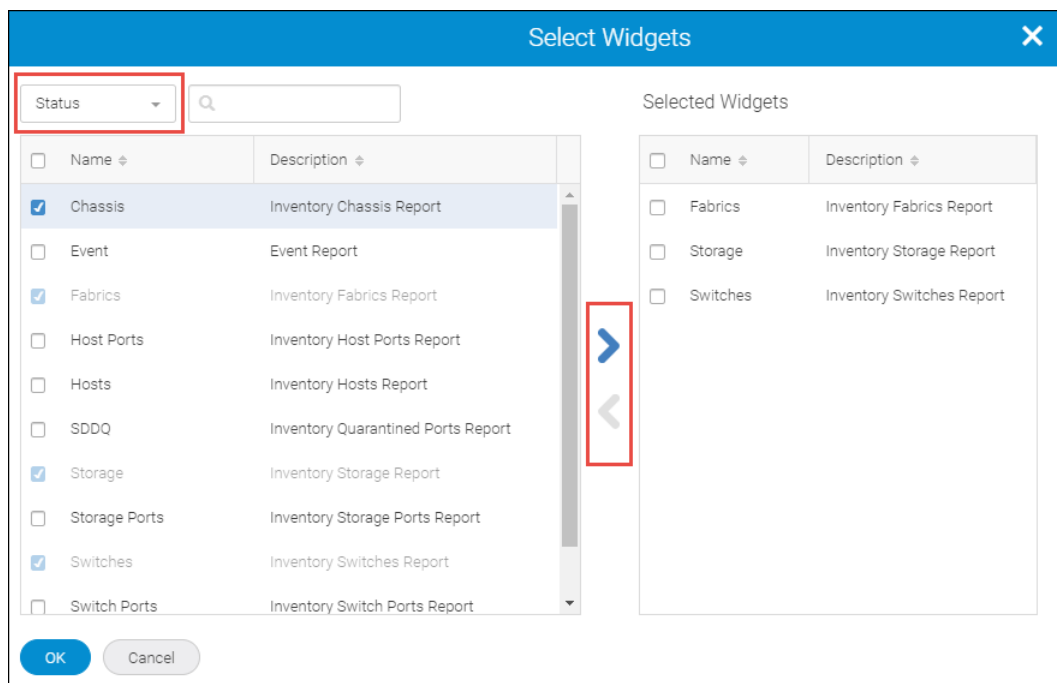 Select Widgets
Status
Selected Widgets
Name Description
Chassis Inventory Chassis Report
Event Event Report
Fabrics Inventory Fabrics Report
Host Ports Inventory Host Ports Report
Hosts Inventory Hosts Report
SDDQ Inventory Quarantined Ports Report
Storage Inventory Storage Report
Storage Ports Inventory Storage Ports Report
Switches Inventory Switches Report
Switch Ports Inventory Switch Ports Report
Name Description
Fabrics Inventory Fabrics Report
Storage Inventory Storage Report
Switches Inventory Switches Report
OK Cancel